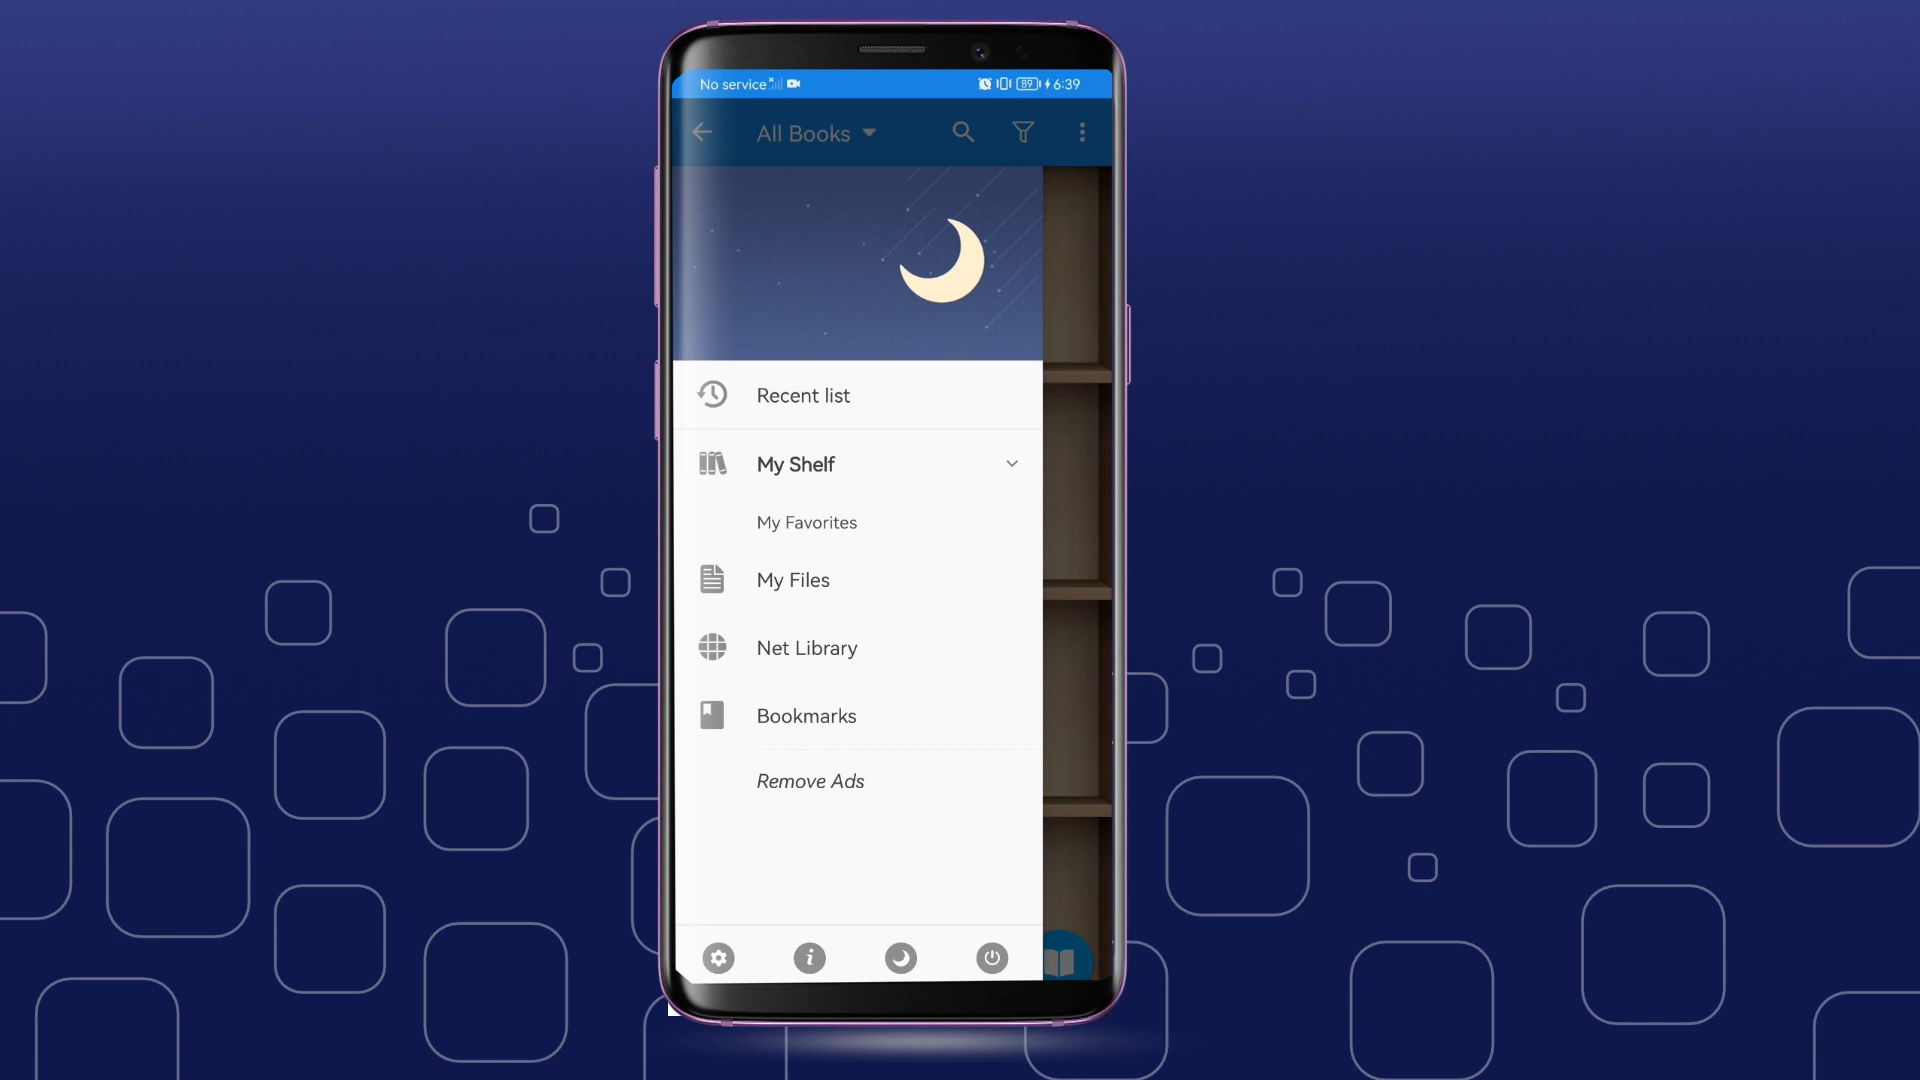 No service
89
6:39
All Books
Recent list
My Shelf
My Favorites
My Files
Net Library
Bookmarks
Remove Ads